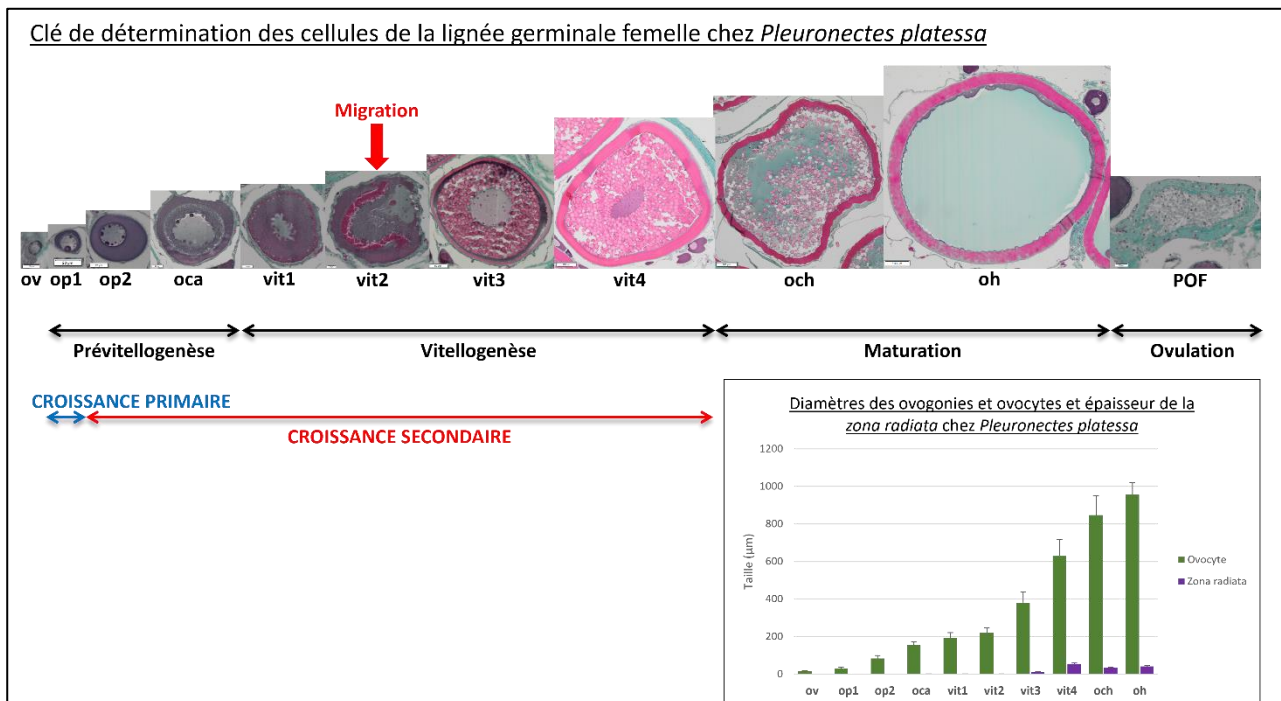 Clé de détermination des cellules de la lignée germinale femelle chez Pleuronectes platessa
Migration
ov op1 op2 oca vit1 vit2 vit3 vit4 och oh POF
Prévitellogenèse Vitellogenèse Maturation Ovulation
CROISSANCE PRIMAIRE
CROISSANCE SECONDAIRE
Diamètres des ovogonies et ovocytes et épaisseur de la
zona radiata chez Pleuronectes platessa
1200
1000
800
600
400
200
0
Taille (µm)
ov op1 op2 oca vit1 vit2 vit3 vit4 och oh
Ovocyte
Zona radiata